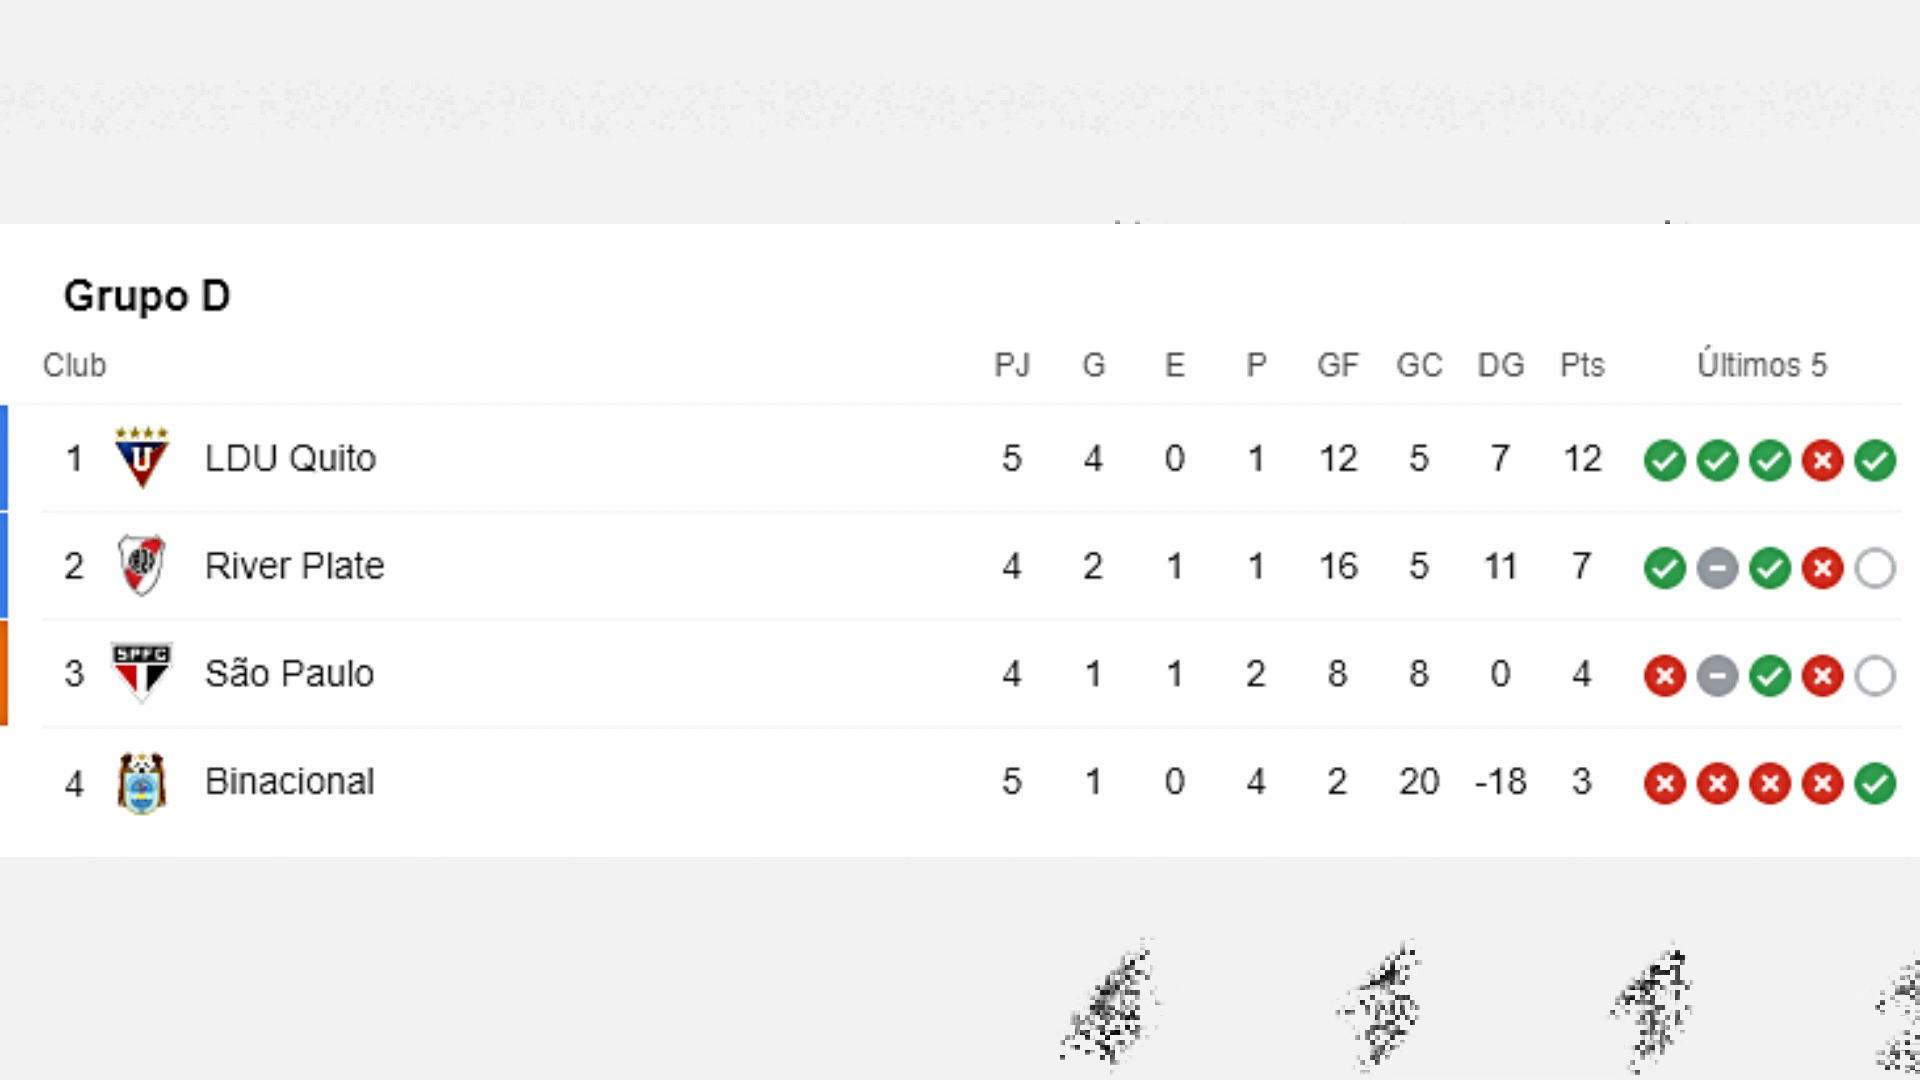 Grupo D
Club PJ G E P GF GC DG Pts Últimos 5
1 LDU Quito 5 4 0 1 12 5 7 12
2 River Plate 4 2 1 1 16 5 11 7
3 SPFC São Paulo 4 1 1 2 8 8 0 4
4 Binacional 5 1 0 4 2 20 -18 3